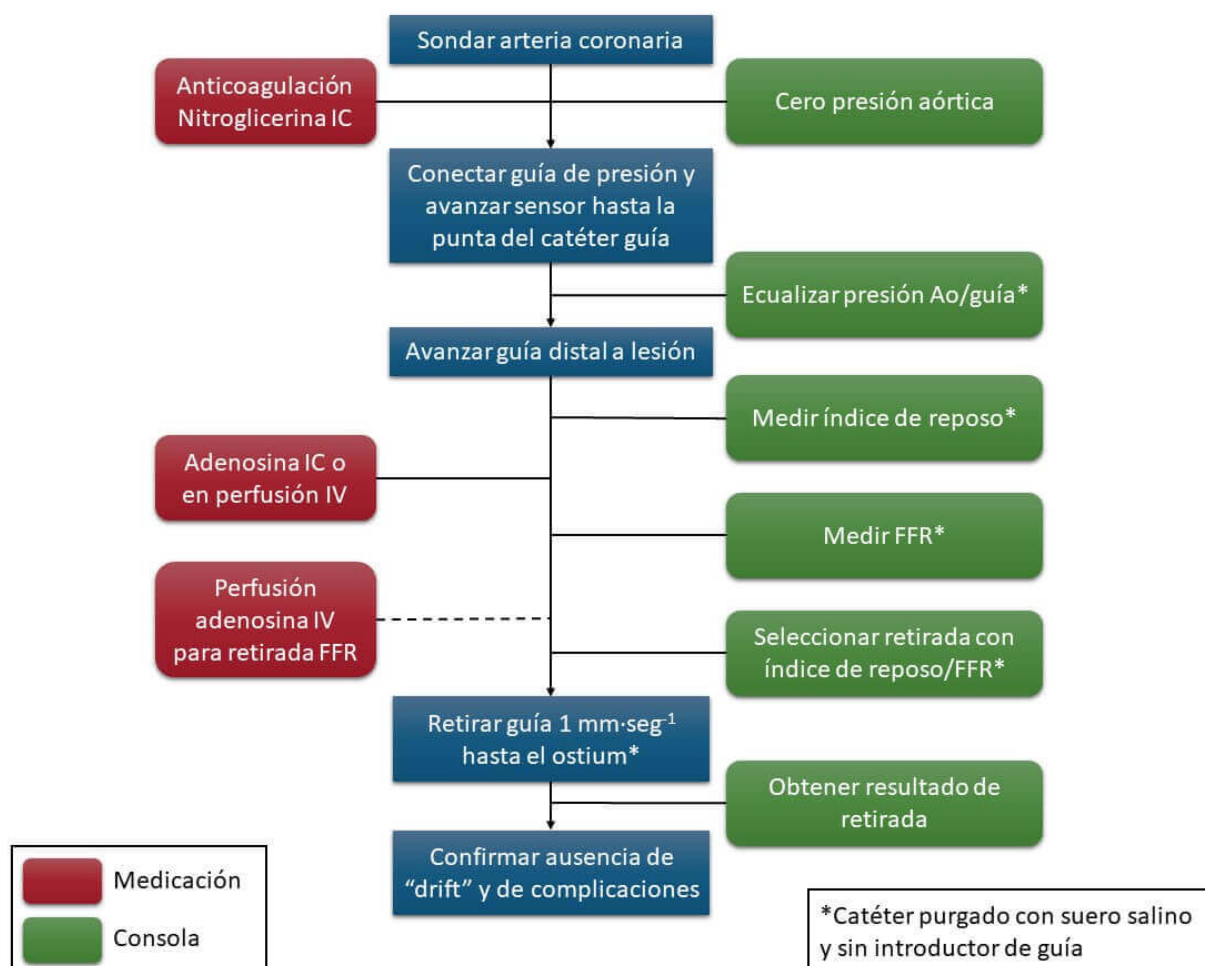 Sondar arteria coronaria
Anticoagulación
Nitroglicerina IC
Cero presión aórtica
Conectar guía de presión y
avanzar sensor hasta la
punta del catéter guía
Ecualizar presión Ao/guía*
Avanzar guía distal a lesión
Medir índice de reposo*
Adenosina IC o
en perfusión IV
Medir FFR*
Perfusión
adenosina IV
para retirada FFR
Seleccionar retirada con
índice de reposo/FFR*
Retirar guía 1 mm·seg⁻¹
hasta el ostium*
Obtener resultado de
retirada
Confirmar ausencia de
“drift” y de complicaciones
Medicación
Consola
*Catéter purgado con suero salino
y sin introductor de guía